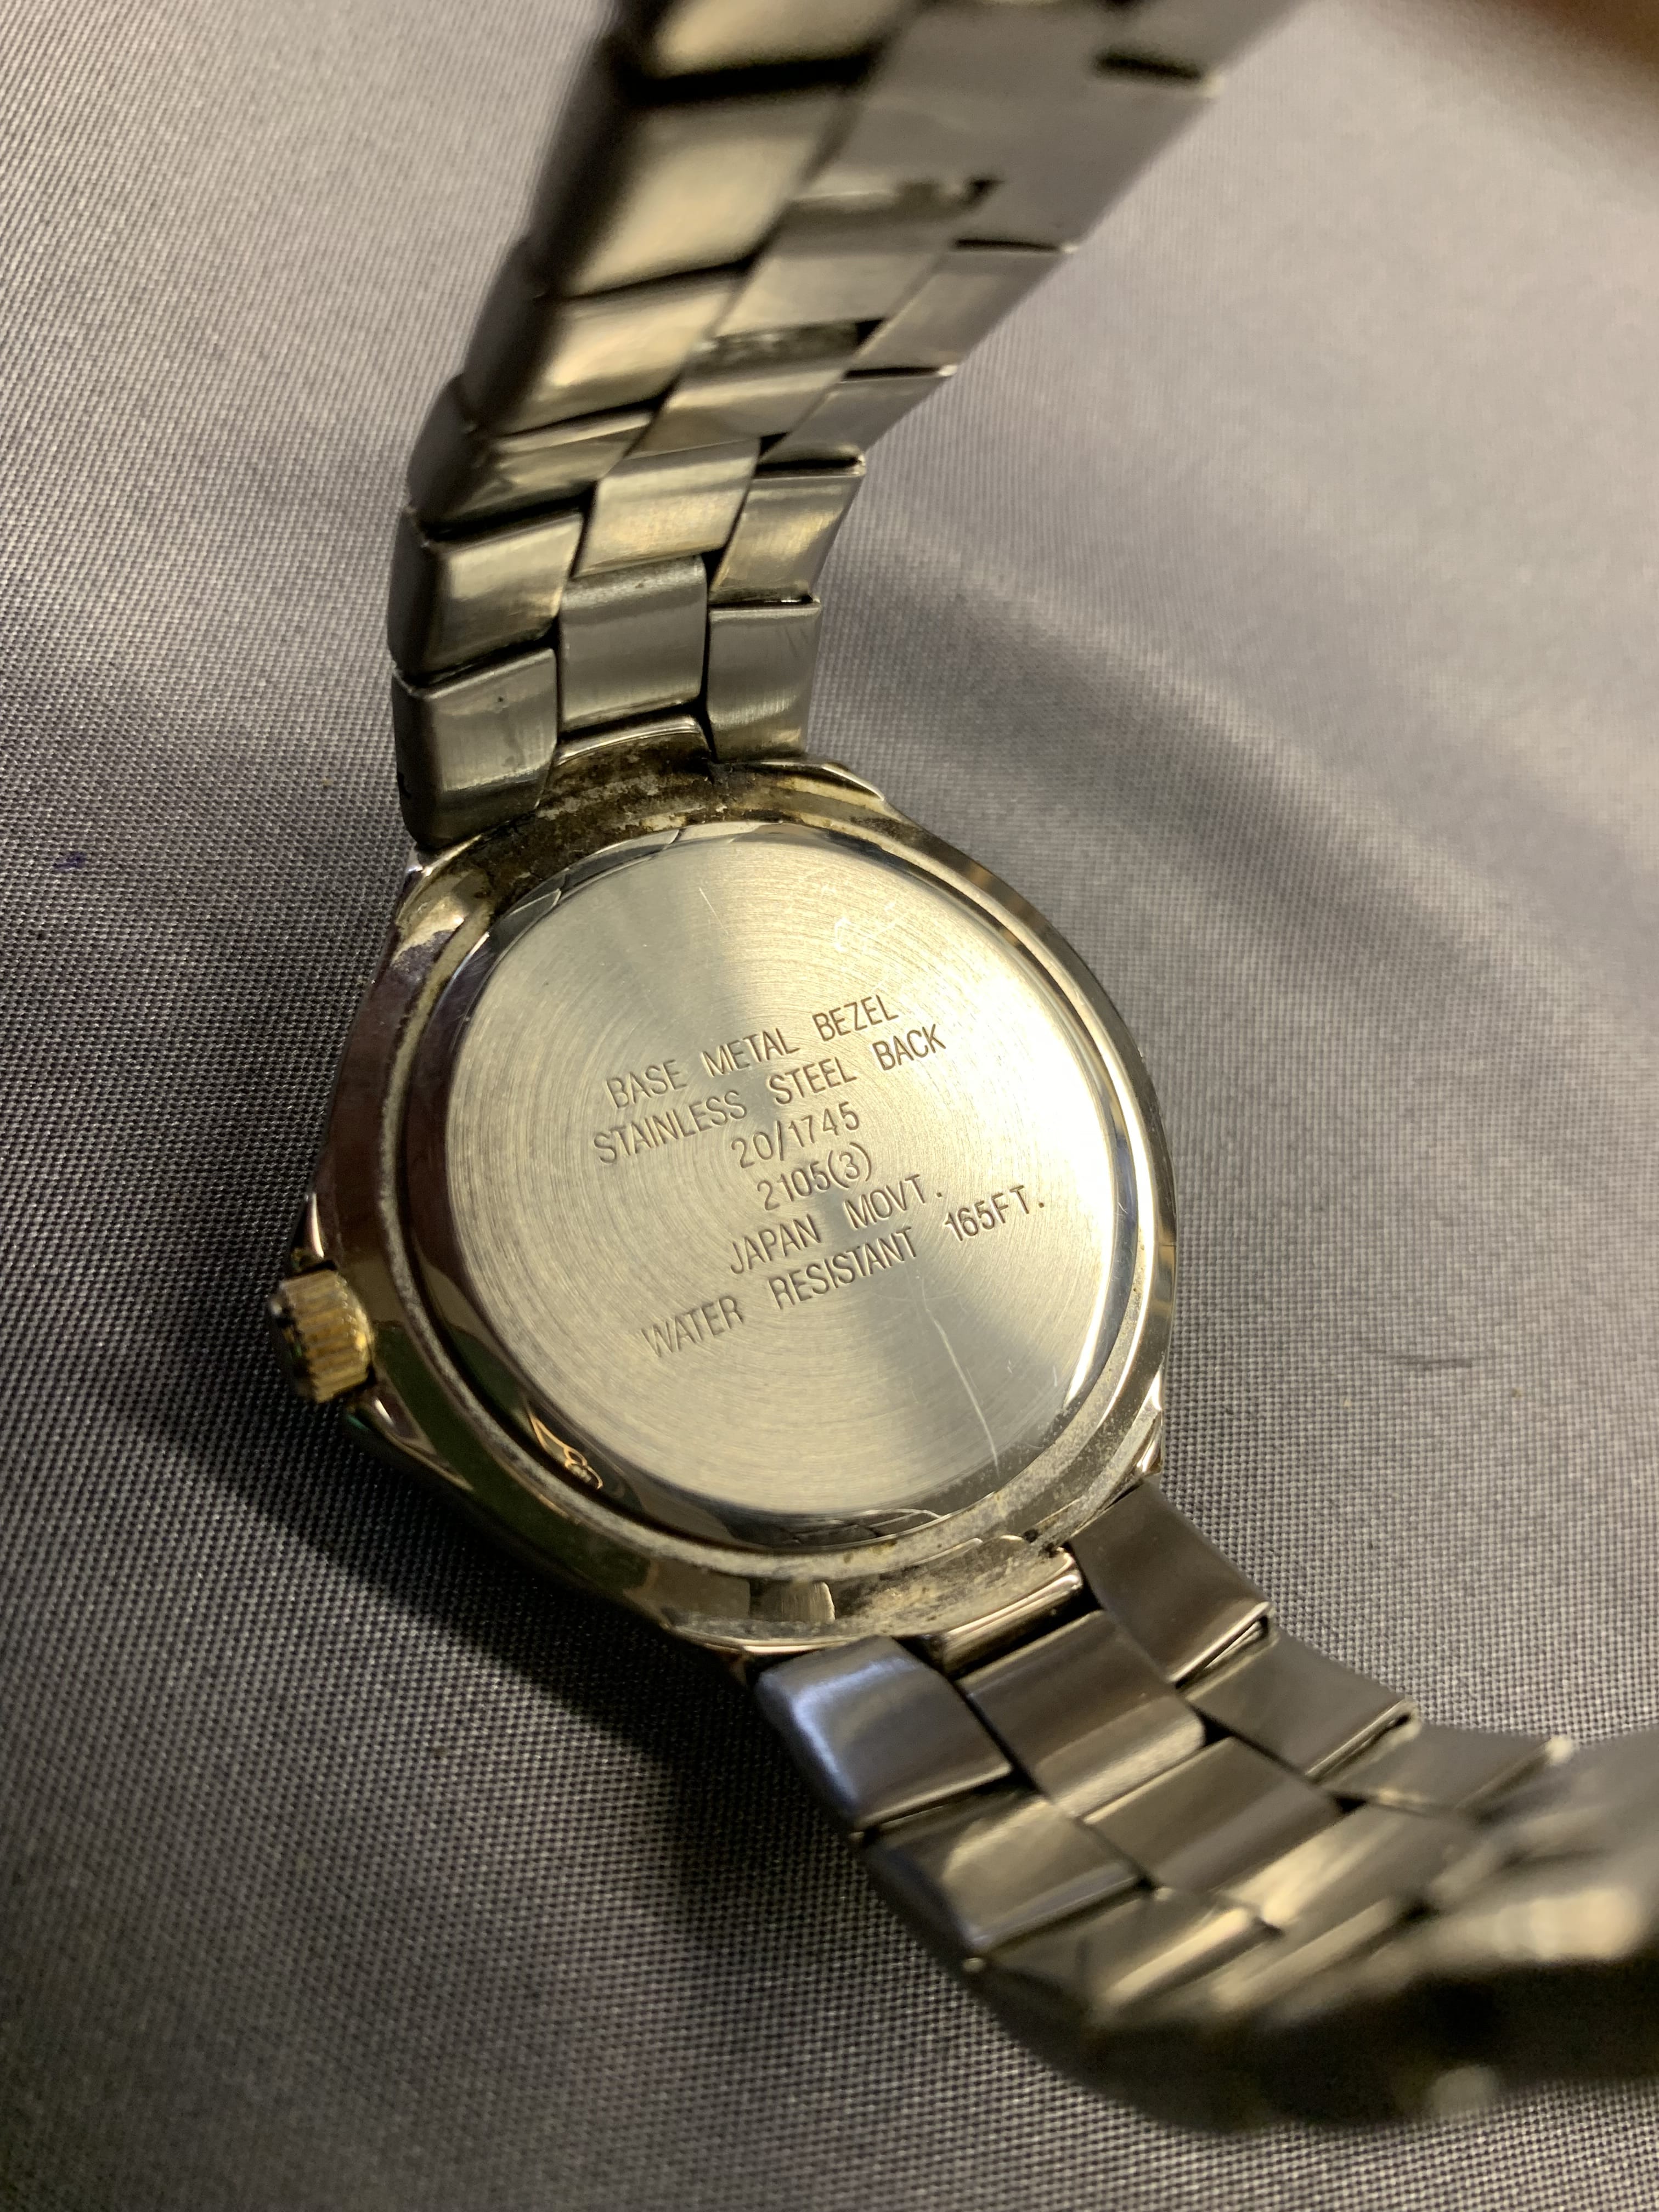 BASE METAL BEZEL
STAINLESS STEEL BACK
20/1745
2105(3)
JAPAN MOVT.
WATER RESISTANT 165FT.